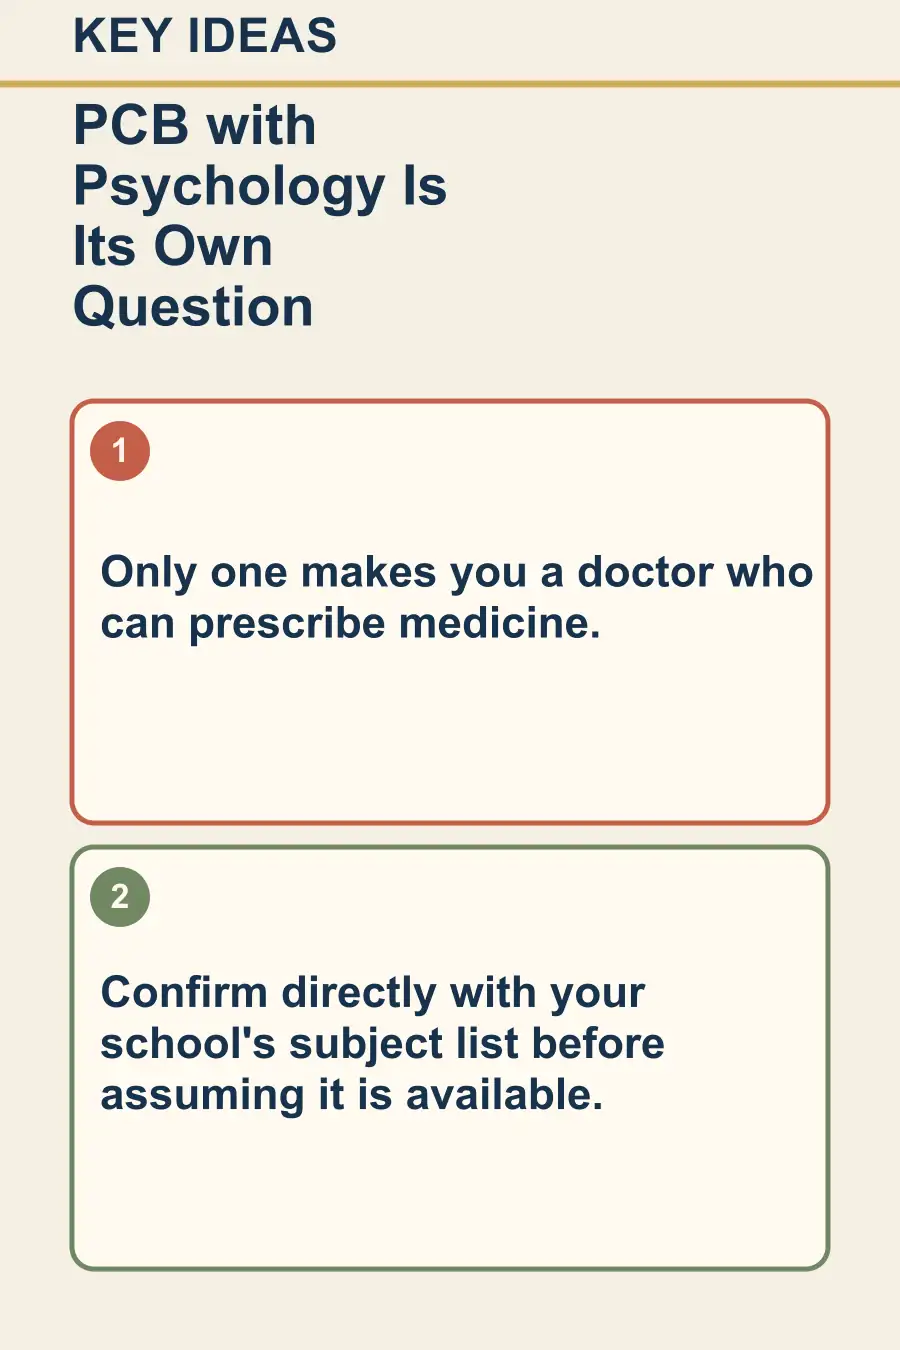 KEY IDEAS
PCB with
Psychology Is
Its Own
Question
1
Only one makes you a doctor who
can prescribe medicine.
2
Confirm directly with your
school's subject list before
assuming it is available.